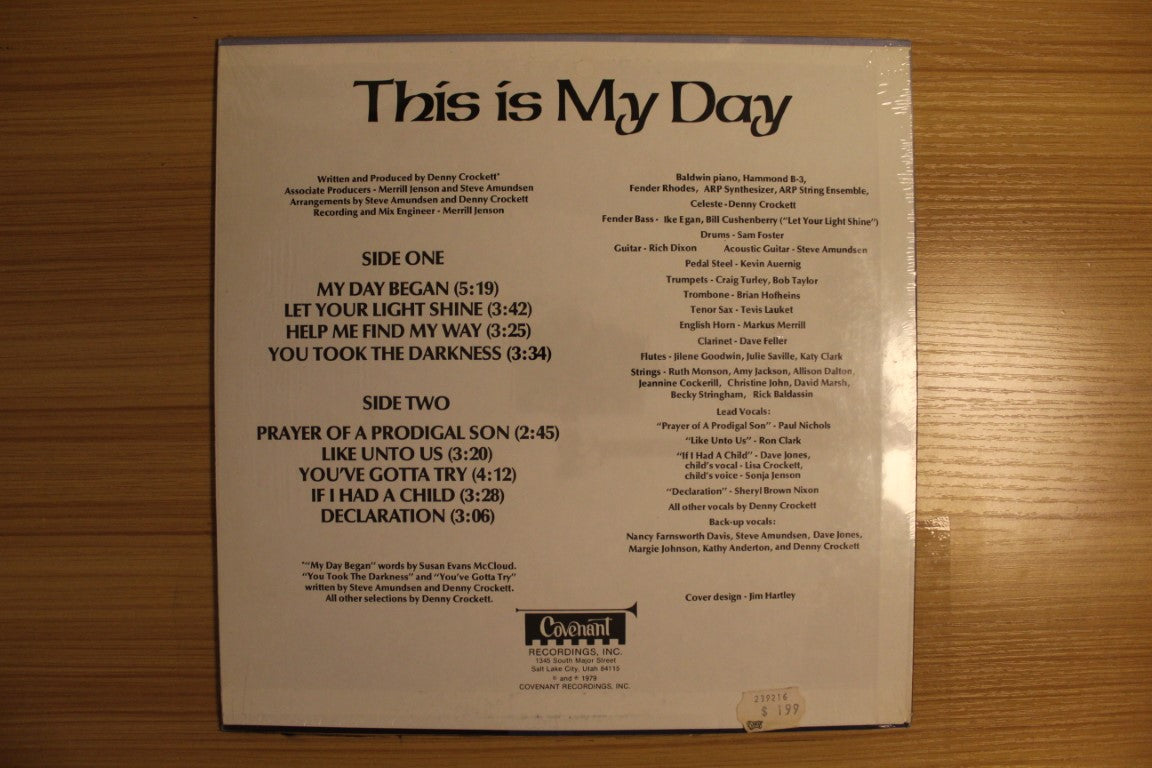 This is My Day
Written and Produced by Denny Crockett*
Associate Producers - Merrill Jenson and Steve Amundsen
Arrangements by Steve Amundsen and Denny Crockett
Recording and Mix Engineer - Merrill Jenson
SIDE ONE
MY DAY BEGAN (5:19)
LET YOUR LIGHT SHINE (3:42)
HELP ME FIND MY WAY (3:25)
YOU TOOK THE DARKNESS (3:34)
SIDE TWO
PRAYER OF A PRODIGAL SON (2:45)
LIKE UNTO US (3:20)
YOU'VE GOTTA TRY (4:12)
IF I HAD A CHILD (3:28)
DECLARATION (3:06)
*"My Day Began" words by Susan Evans McCloud.
"You Took The Darkness" and "You've Gotta Try"
written by Steve Amundsen and Denny Crockett.
All other selections by Denny Crockett.
Baldwin piano, Hammond B-3,
Fender Rhodes, ARP Synthesizer, ARP String Ensemble,
Celeste - Denny Crockett
Fender Bass - Ike Egan, Bill Cushenberry ("Let Your Light Shine")
Drums - Sam Foster
Guitar - Rich Dixon Acoustic Guitar - Steve Amundsen
Pedal Steel - Kevin Auernig
Trumpets - Craig Turley, Bob Taylor
Trombone - Brian Hofheins
Tenor Sax - Tevis Lauket
English Horn - Markus Merrill
Clarinet - Dave Feller
Flutes - Jilene Goodwin, Julie Saville, Katy Clark
Strings - Ruth Monson, Amy Jackson, Allison Dalton,
Jeannine Cockerill, Christine John, David Marsh,
Becky Stringham, Rick Baldassin
Lead Vocals:
"Prayer of A Prodigal Son" - Paul Nichols
"Like Unto Us" - Ron Clark
"If I Had A Child" - Dave Jones,
child's vocal - Lisa Crockett,
child's voice - Sonja Jenson
"Declaration" - Sheryl Brown Nixon
All other vocals by Denny Crockett
Back-up vocals:
Nancy Farnsworth Davis, Steve Amundsen, Dave Jones,
Margie Johnson, Kathy Anderton, and Denny Crockett
Cover design - Jim Hartley
Covenant
RECORDINGS, INC.
1345 South Major Street
Salt Lake City, Utah 84115
© and ℗ 1979
COVENANT RECORDINGS, INC.
239216
$ 199